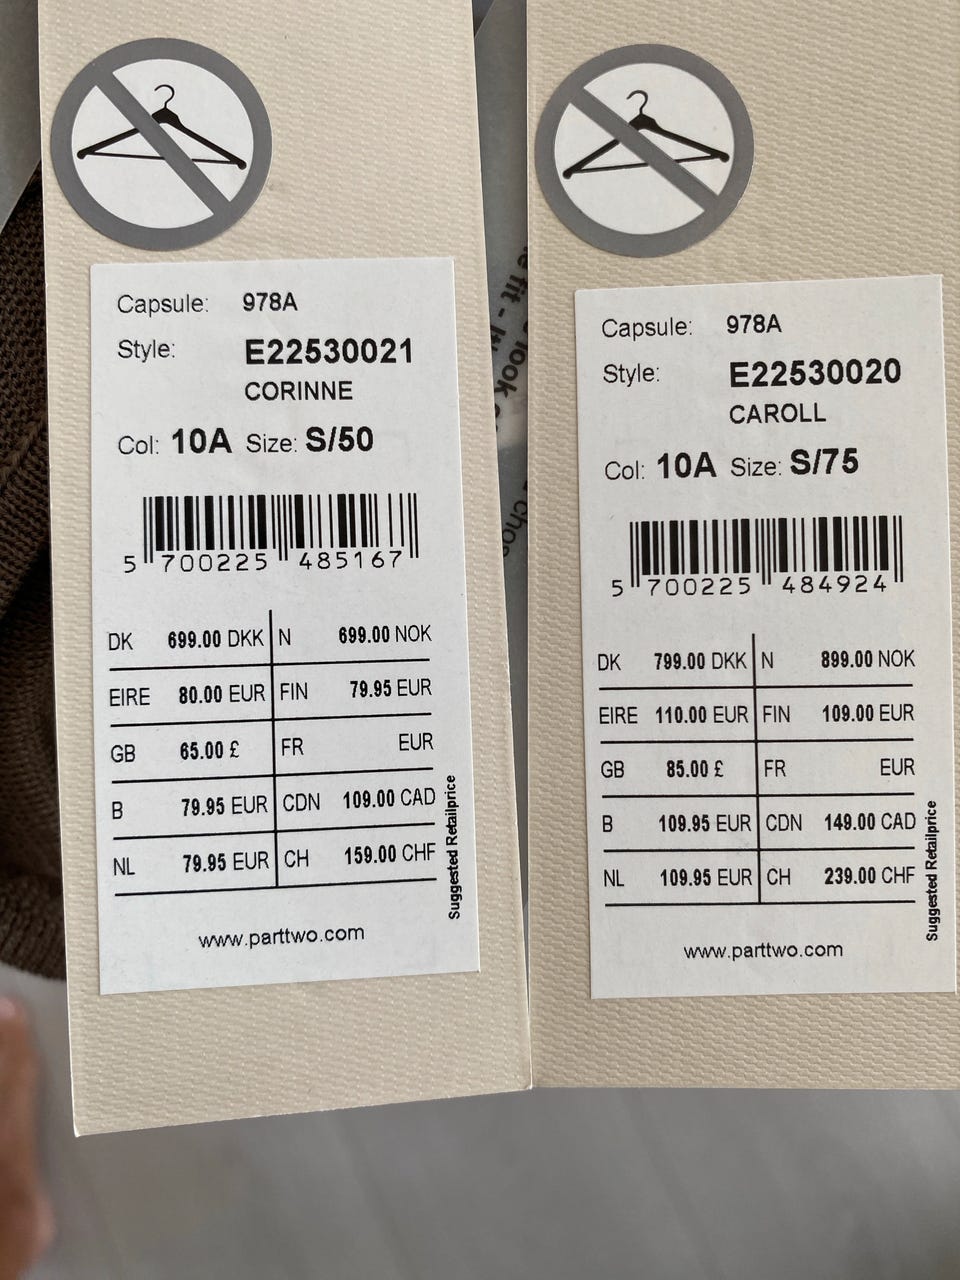 Capsule: 978A
Style: E22530021
CORINNE
Col: 10A Size: S/50
5 700225 485167
DK 699.00 DKK N 699.00 NOK
EIRE 80.00 EUR FIN 79.95 EUR
GB 65.00 £ FR EUR
B 79.95 EUR CDN 109.00 CAD
NL 79.95 EUR CH 159.00 CHF
Suggested Retailprice
www.parttwo.com
fit -
look
Capsule: 978A
Style: E22530020
CAROLL
Col: 10A Size: S/75
5 700225 484924
DK 799.00 DKK N 899.00 NOK
EIRE 110.00 EUR FIN 109.00 EUR
GB 85.00 £ FR EUR
B 109.95 EUR CDN 149.00 CAD
NL 109.95 EUR CH 239.00 CHF
Suggested Retailprice
www.parttwo.com